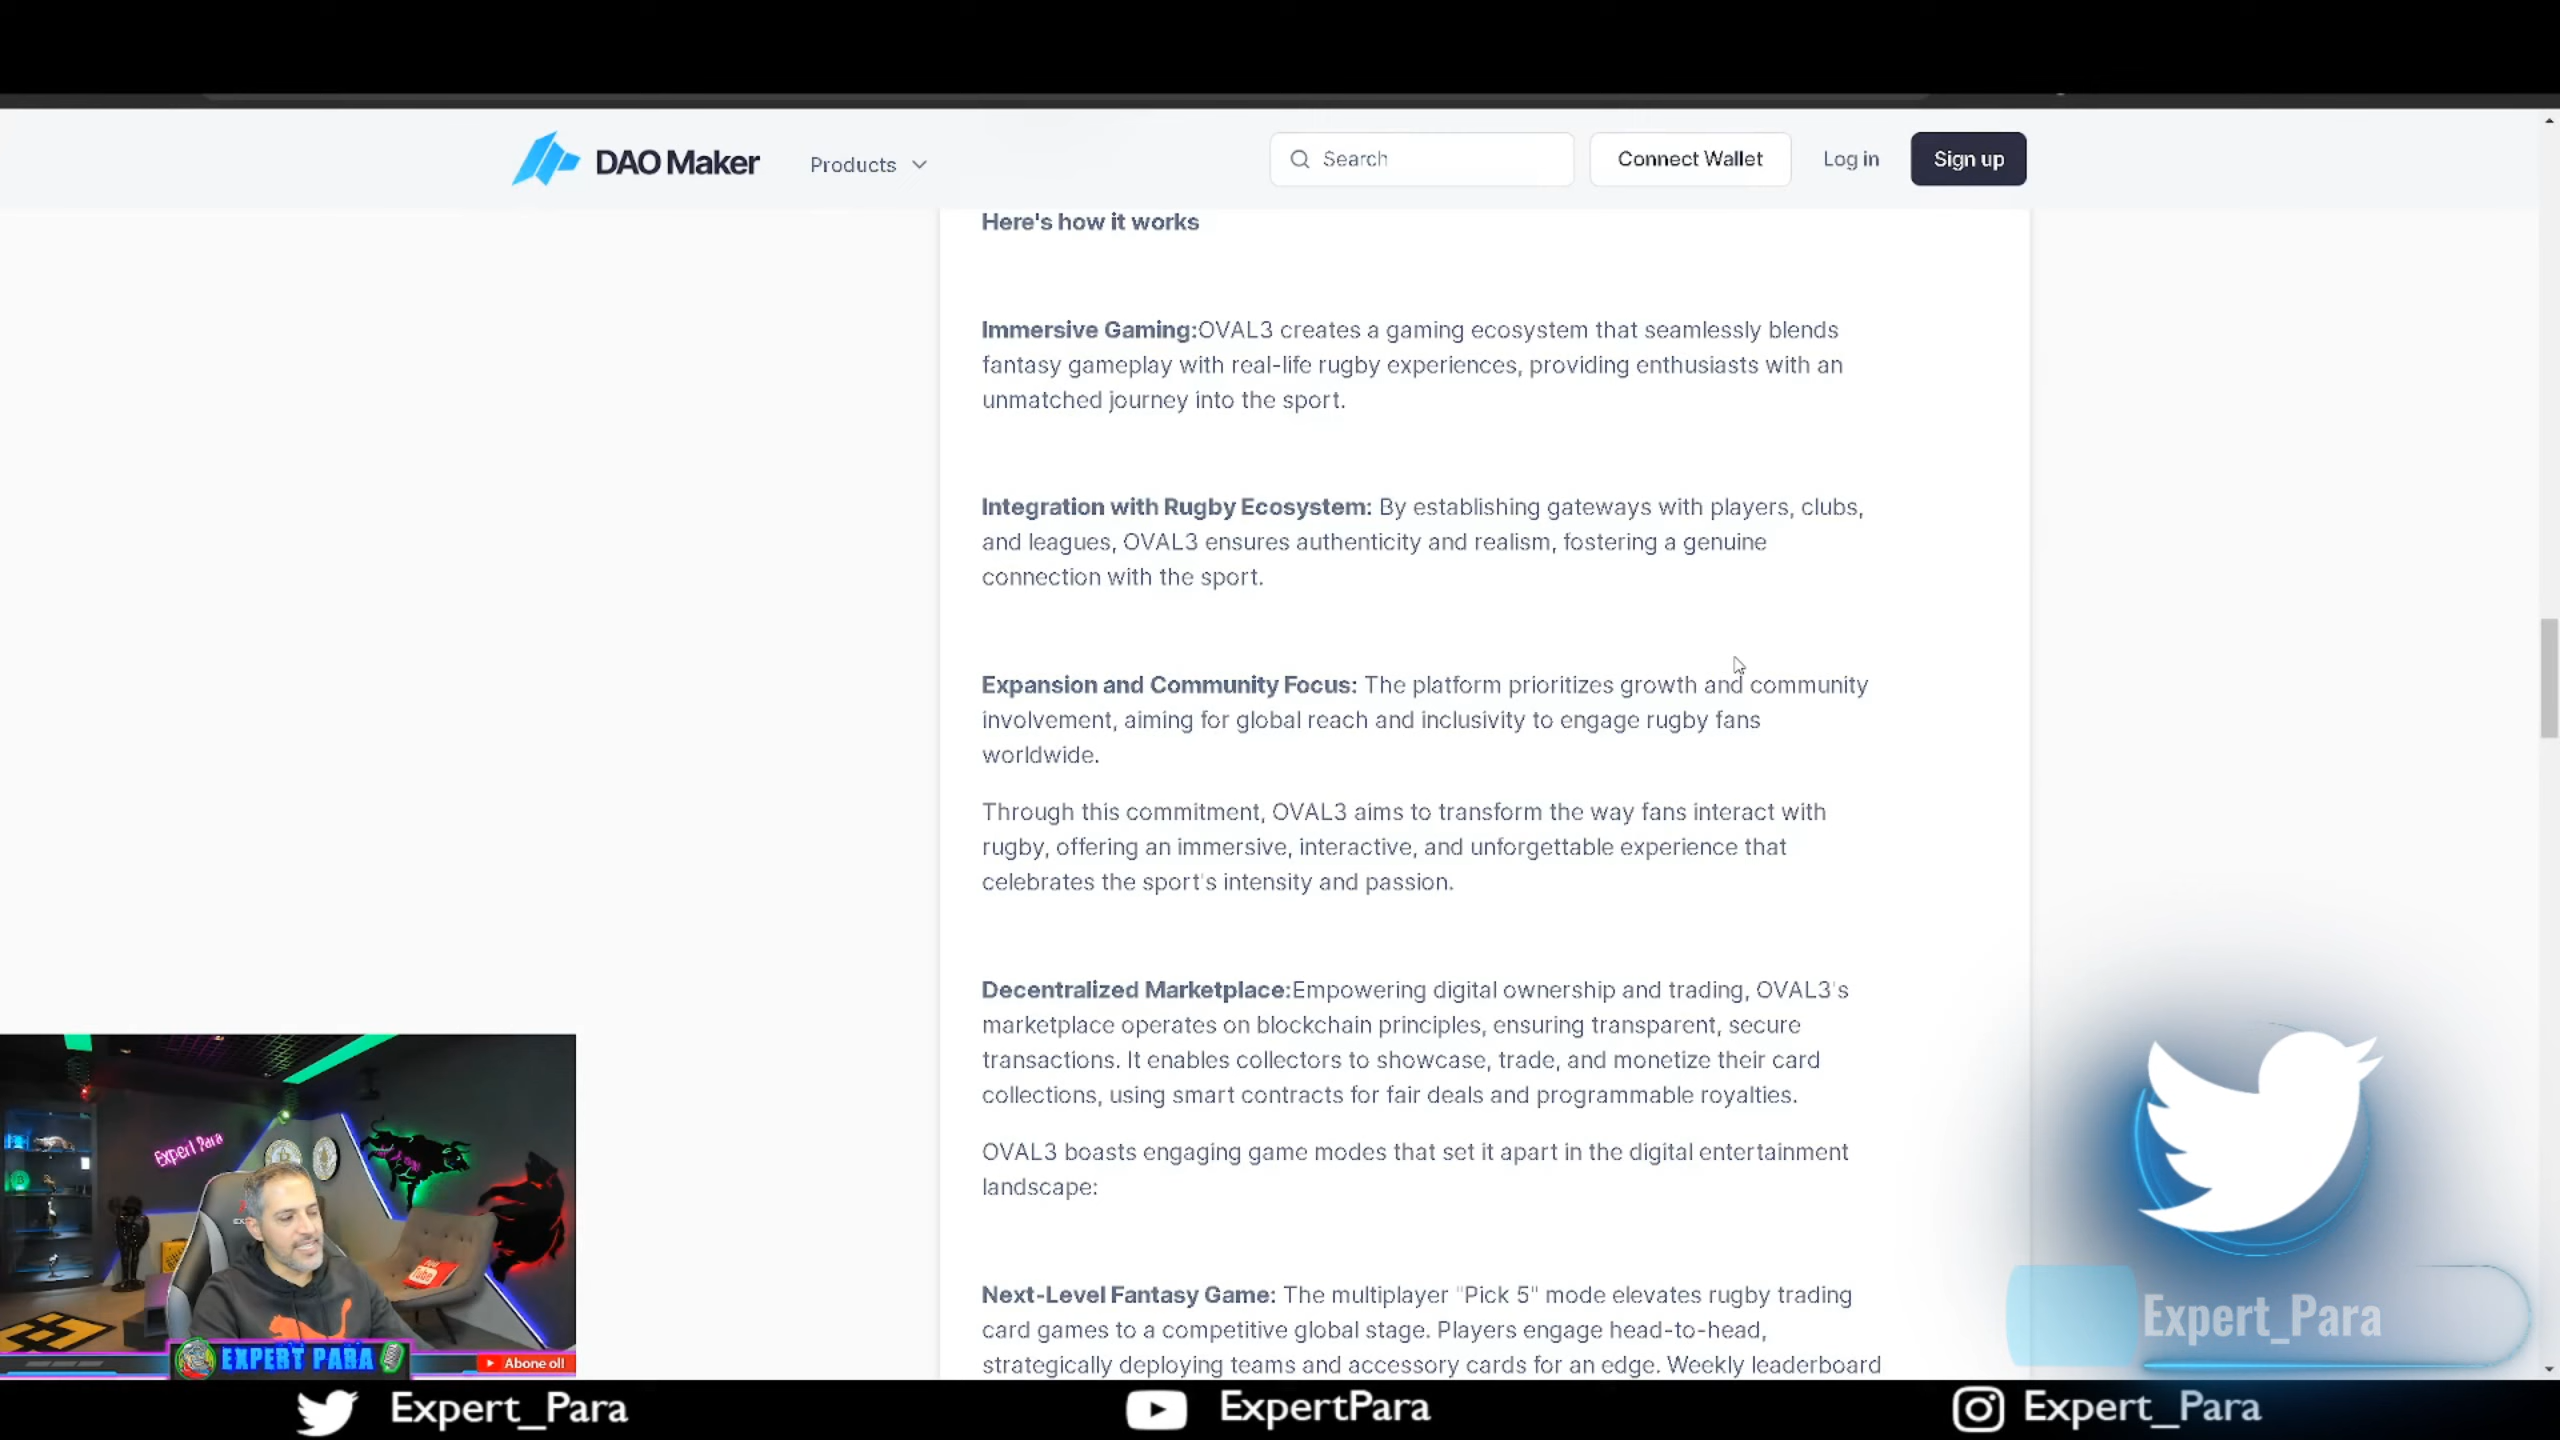 DAO Maker
Products
Search
Connect Wallet
Log in
Sign up
Here's how it works
Immersive Gaming:OVAL3 creates a gaming ecosystem that seamlessly blends
fantasy gameplay with real-life rugby experiences, providing enthusiasts with an
unmatched journey into the sport.
Integration with Rugby Ecosystem: By establishing gateways with players, clubs,
and leagues, OVAL3 ensures authenticity and realism, fostering a genuine
connection with the sport.
Expansion and Community Focus: The platform prioritizes growth and community
involvement, aiming for global reach and inclusivity to engage rugby fans
worldwide.
Through this commitment, OVAL3 aims to transform the way fans interact with
rugby, offering an immersive, interactive, and unforgettable experience that
celebrates the sport's intensity and passion.
Decentralized Marketplace:Empowering digital ownership and trading, OVAL3's
marketplace operates on blockchain principles, ensuring transparent, secure
transactions. It enables collectors to showcase, trade, and monetize their card
collections, using smart contracts for fair deals and programmable royalties.
OVAL3 boasts engaging game modes that set it apart in the digital entertainment
landscape:
Next-Level Fantasy Game: The multiplayer "Pick 5" mode elevates rugby trading
card games to a competitive global stage. Players engage head-to-head,
strategically deploying teams and accessory cards for an edge. Weekly leaderboard
Expert Para
You
Tube
EXPERT PARA
Abone ol!
Expert_Para
Expert_Para
ExpertPara
Expert_Para